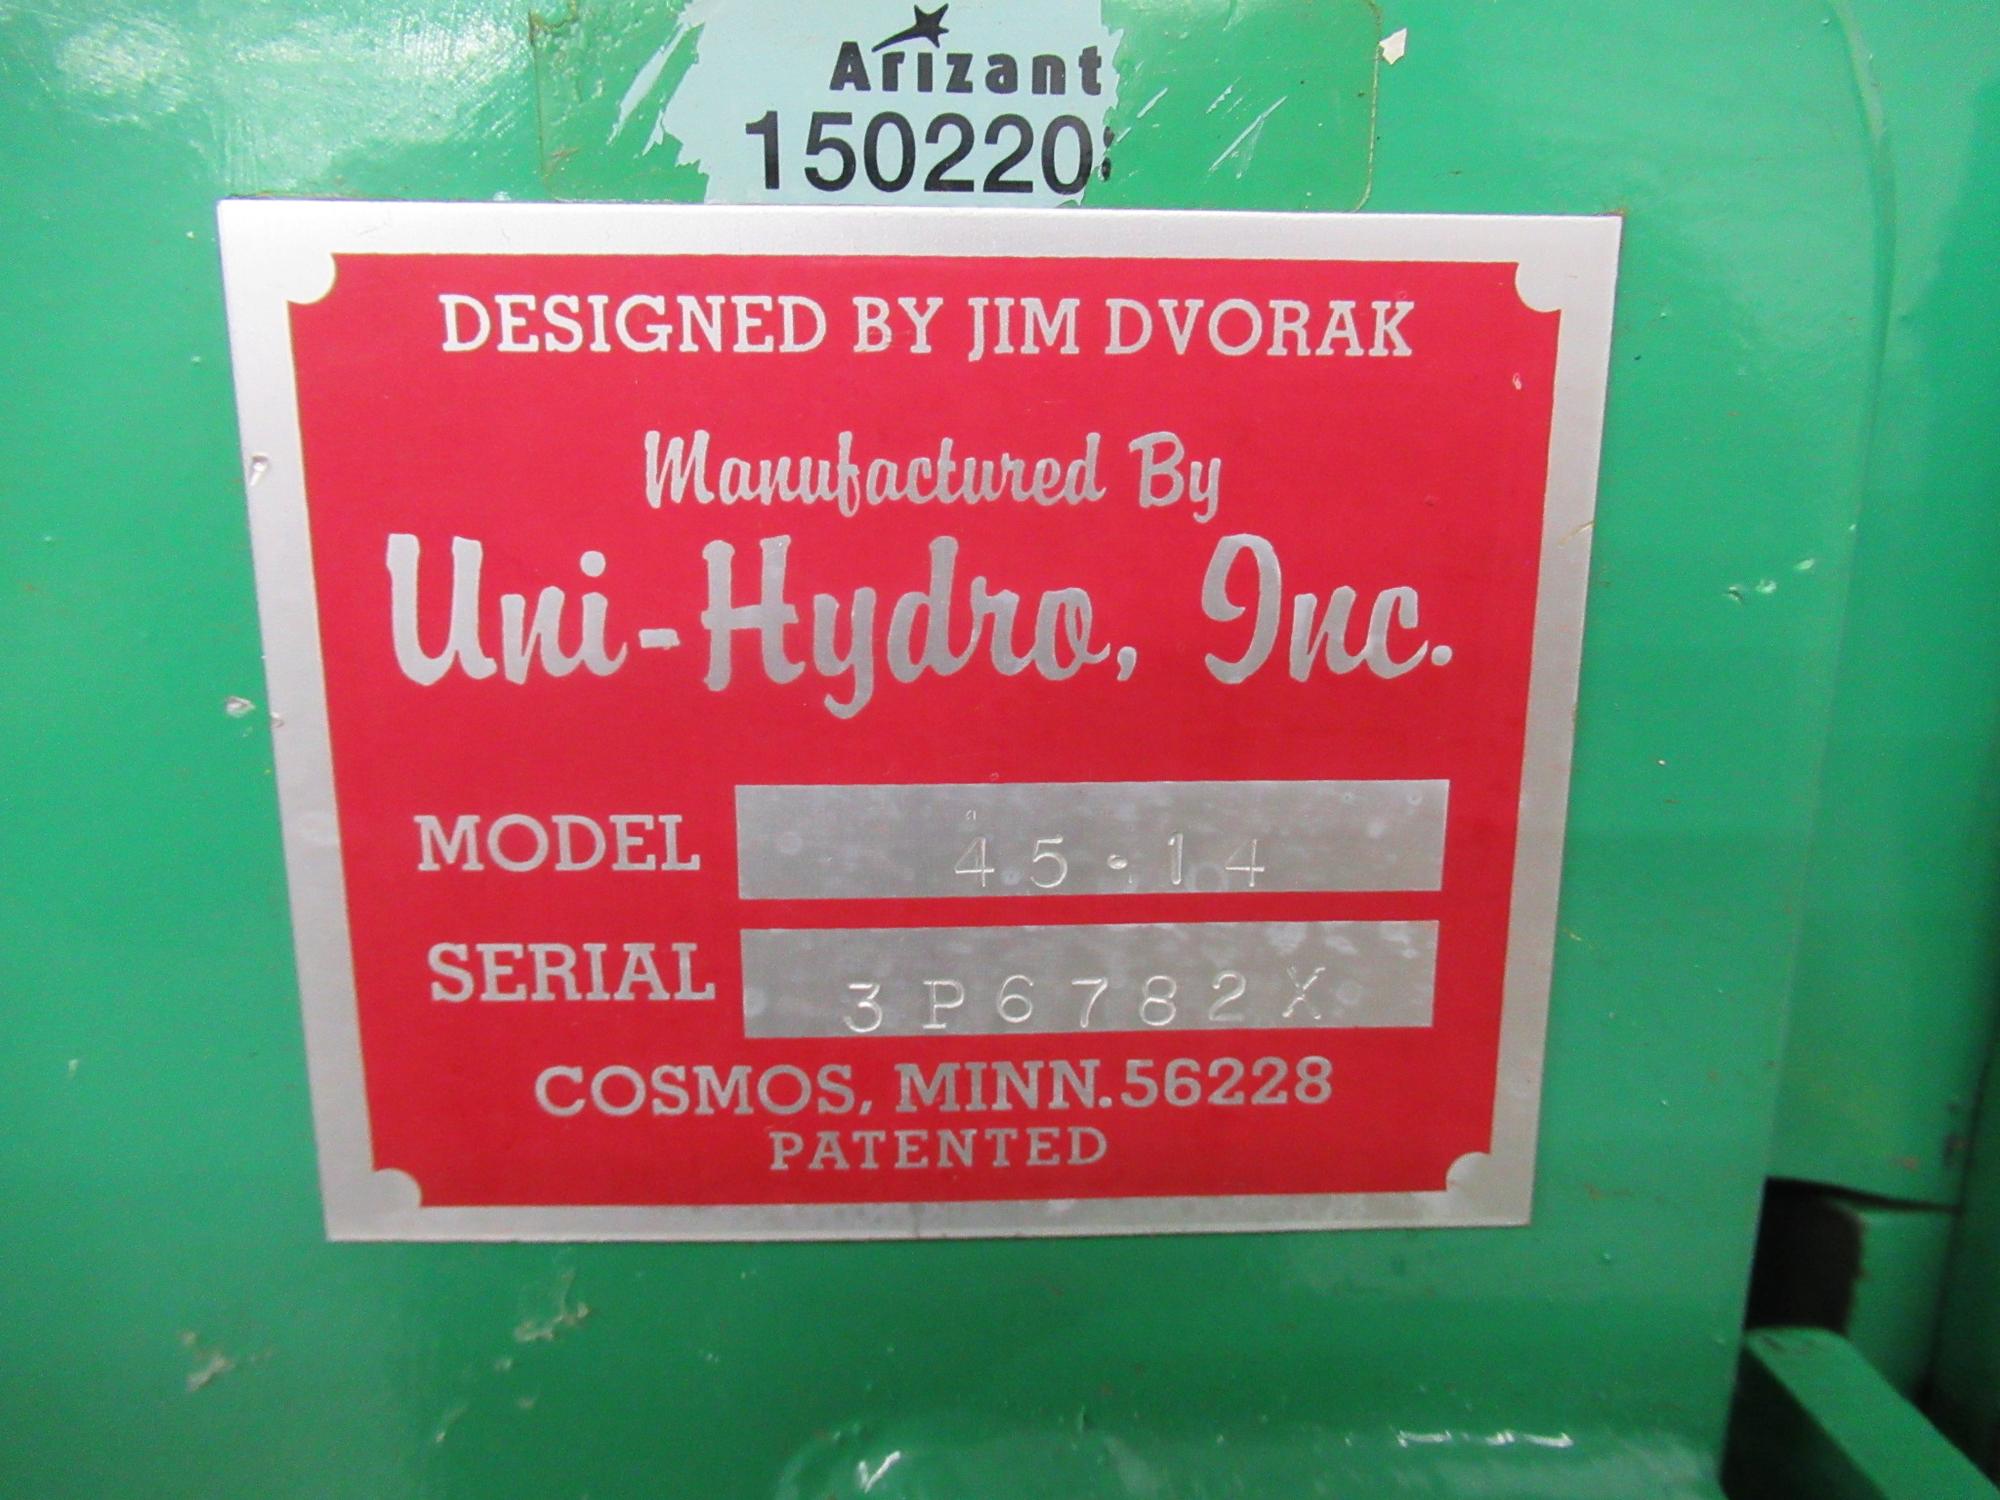 Arizant
150220
DESIGNED BY JIM DVORAK
Manufactured By
Uni-Hydro, Inc.
MODEL 45-14
SERIAL 3P6782X
COSMOS, MINN. 56228
PATENTED